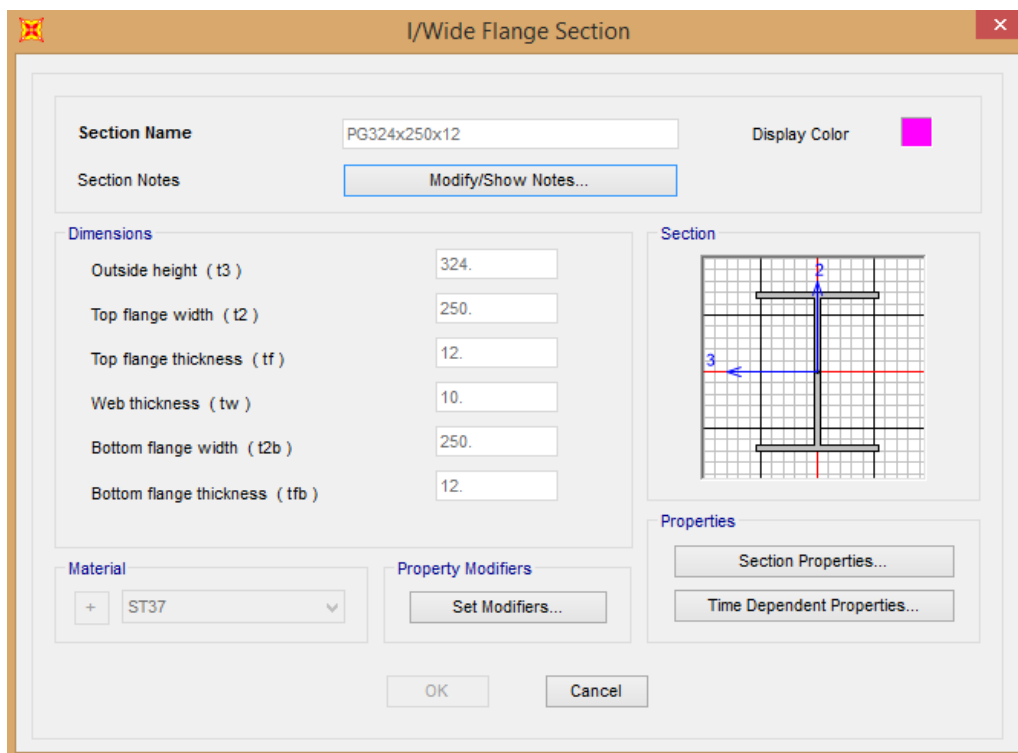 I/Wide Flange Section
Section Name PG324x250x12 Display Color
Section Notes Modify/Show Notes...
Dimensions
Outside height ( t3 ) 324.
Top flange width ( t2 ) 250.
Top flange thickness ( tf ) 12.
Web thickness ( tw ) 10.
Bottom flange width ( t2b ) 250.
Bottom flange thickness ( tfb ) 12.
Section
2
3
Properties
Section Properties...
Time Dependent Properties...
Material
+ ST37
Property Modifiers
Set Modifiers...
OK Cancel